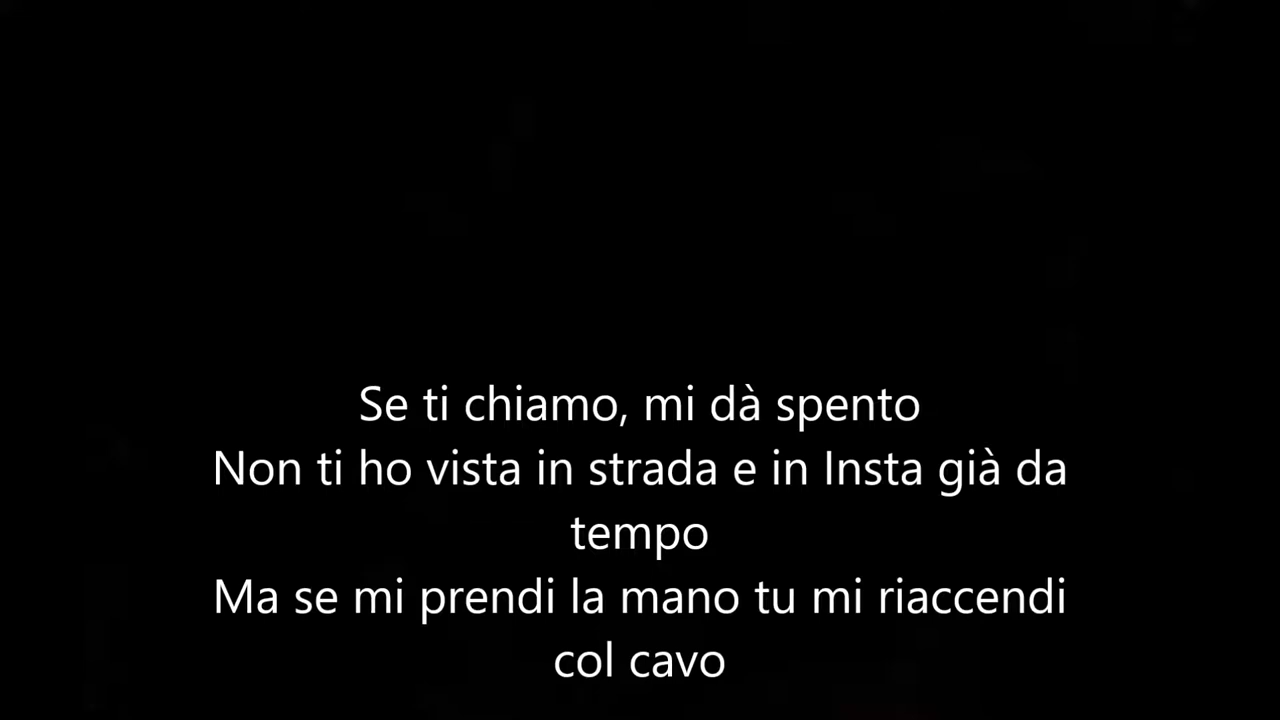 Se ti chiamo, mi dà spento
Non ti ho vista in strada e in Insta già da
tempo
Ma se mi prendi la mano tu mi riaccendi
col cavo